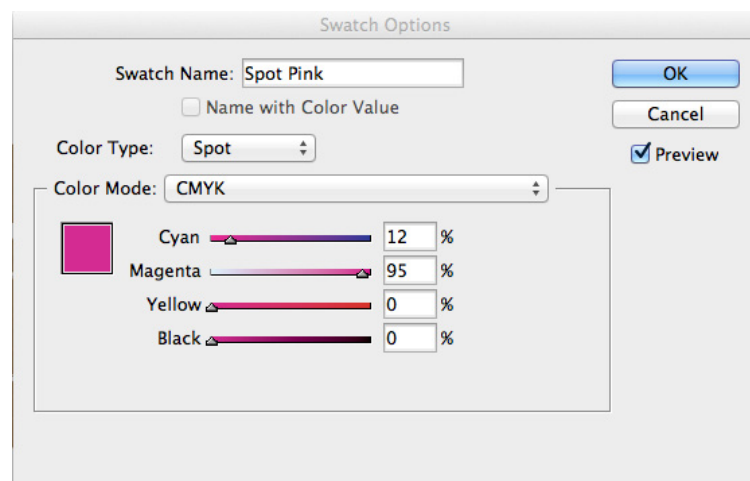 Swatch Options
Swatch Name: Spot Pink
OK
Name with Color Value
Cancel
Color Type: Spot
Preview
Color Mode: CMYK
Cyan 12 %
Magenta 95 %
Yellow 0 %
Black 0 %